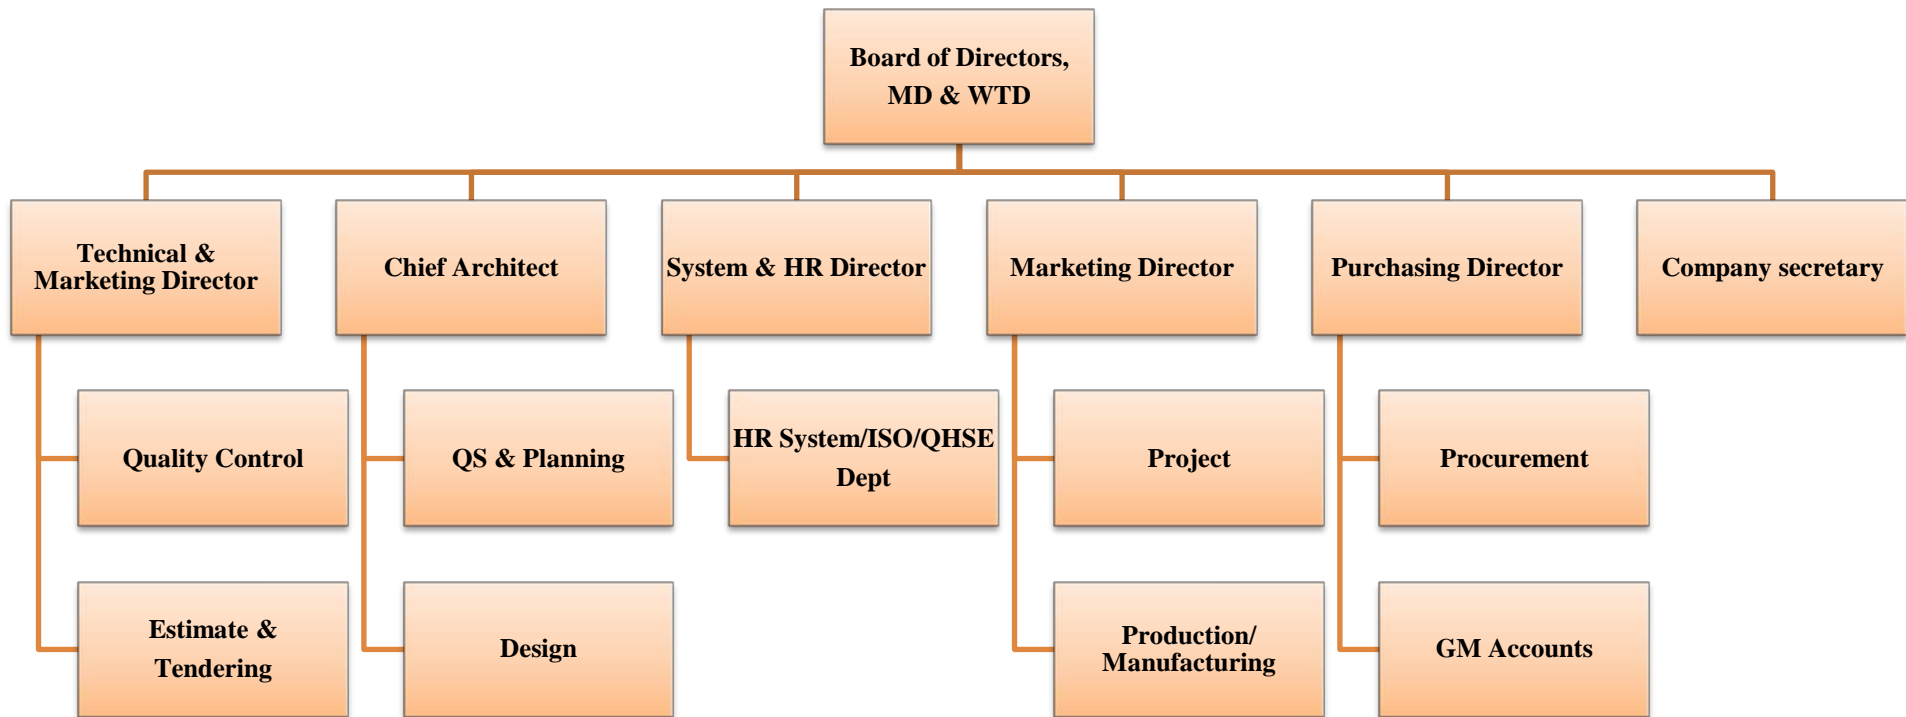 Board of Directors,
MD & WTD
Technical &
Marketing Director
Chief Architect
System & HR Director
Marketing Director
Purchasing Director
Company secretary
Quality Control
QS & Planning
HR System/ISO/QHSE
Dept
Project
Procurement
Estimate &
Tendering
Design
Production/
Manufacturing
GM Accounts